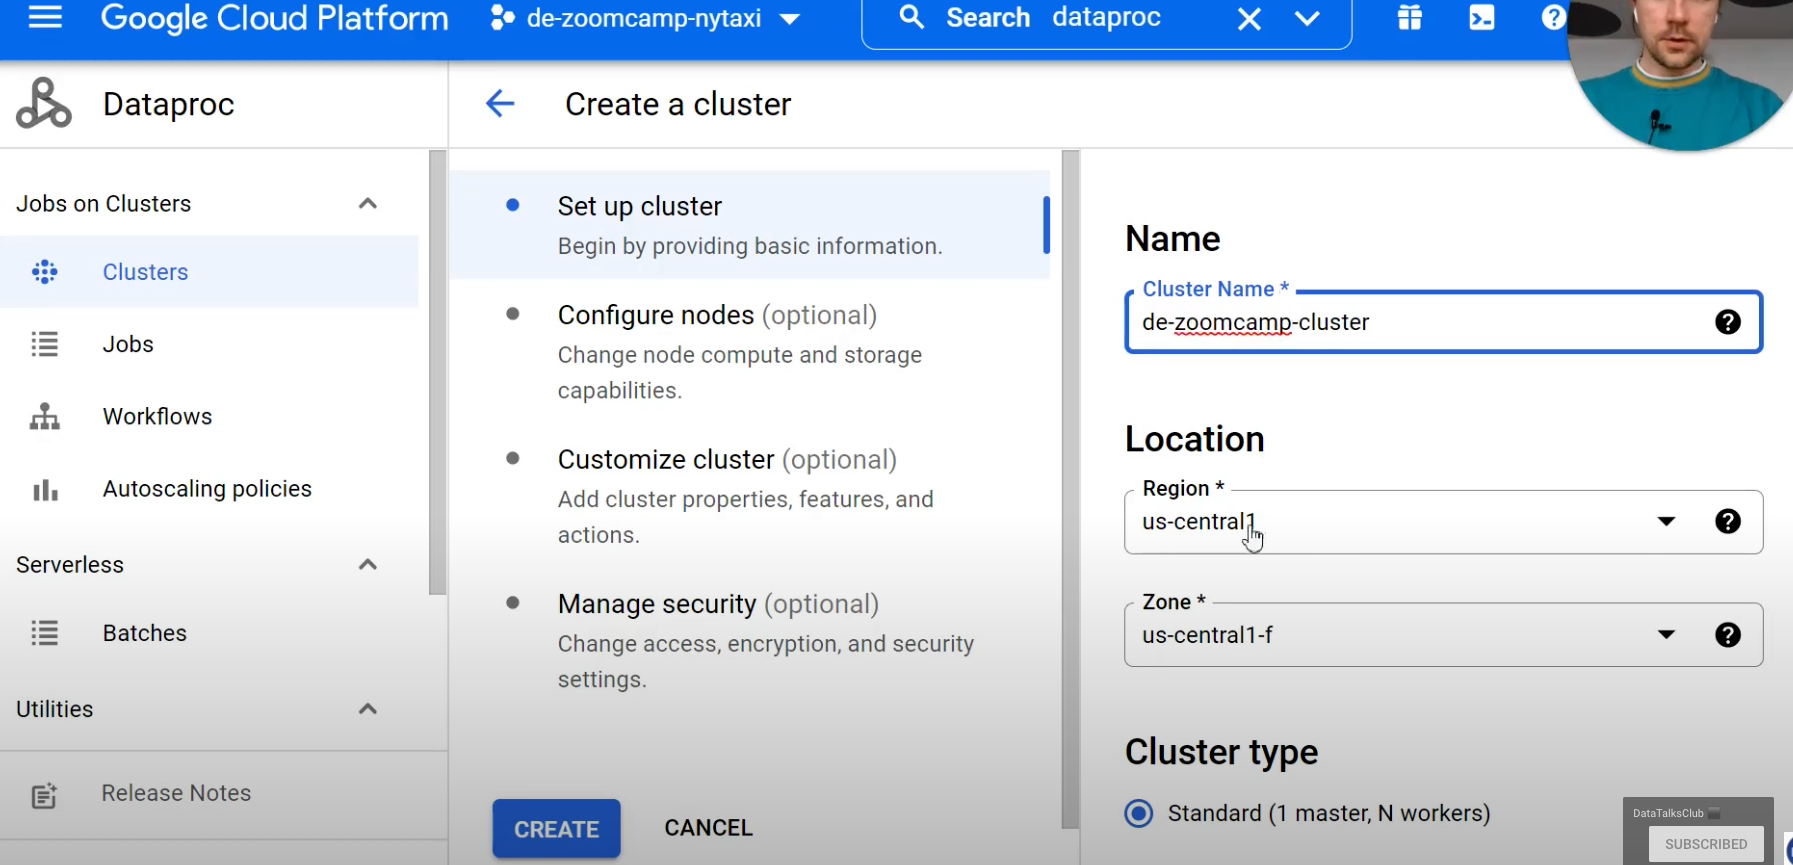 Google Cloud Platform
de-zoomcamp-nytaxi
Search dataproc
Dataproc
Create a cluster
Jobs on Clusters
Clusters
Jobs
Workflows
Autoscaling policies
Serverless
Batches
Utilities
Release Notes
Set up cluster
Begin by providing basic information.
Configure nodes (optional)
Change node compute and storage
capabilities.
Customize cluster (optional)
Add cluster properties, features, and
actions.
Manage security (optional)
Change access, encryption, and security
settings.
CREATE
CANCEL
Name
Cluster Name *
de-zoomcamp-cluster
Location
Region *
us-central1
Zone *
us-central1-f
Cluster type
Standard (1 master, N workers)
DataTalksClub
SUBSCRIBED